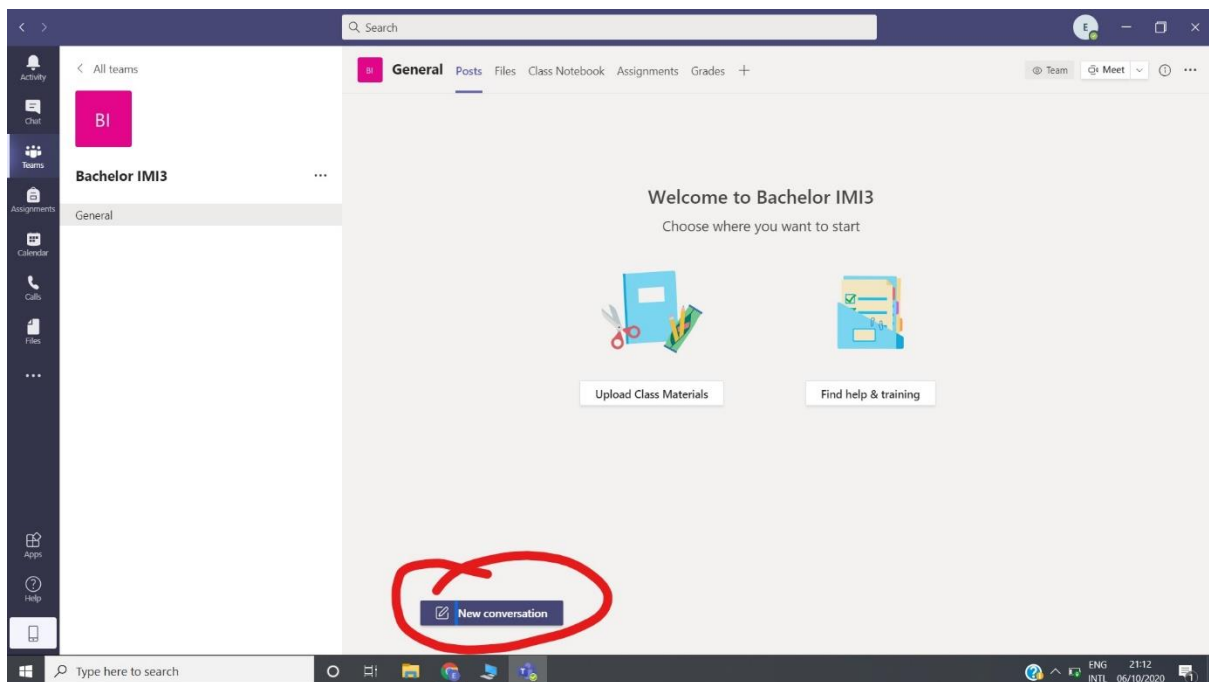 Search
E
Activity
Chat
Teams
Assignments
Calendar
Calls
Files
Apps
Help
All teams
BI
Bachelor IMI3
General
BI General Posts Files Class Notebook Assignments Grades +
Team Meet
Welcome to Bachelor IMI3
Choose where you want to start
Upload Class Materials Find help & training
New conversation
Type here to search
ENG 21:12
INTL 06/10/2020